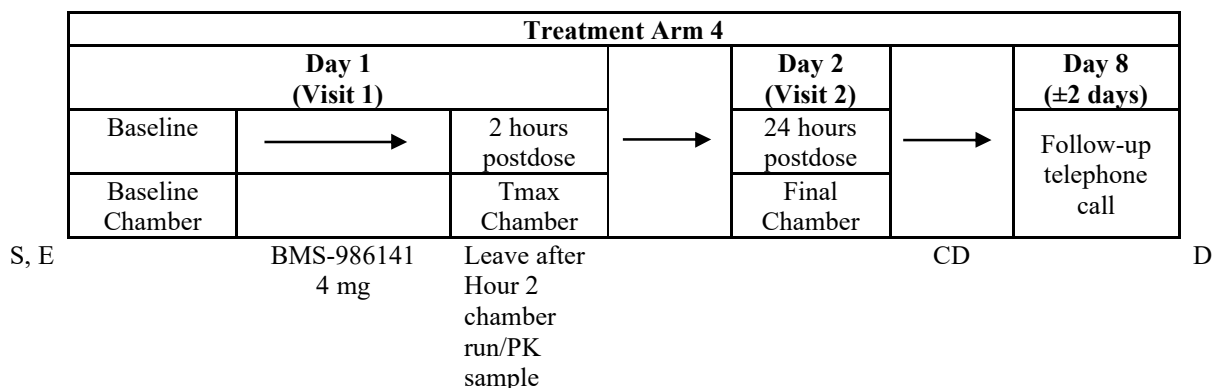 Treatment Arm 4
Day 1
(Visit 1)
Day 2
(Visit 2)
Day 8
(±2 days)
Baseline
2 hours
postdose
24 hours
postdose
Follow-up
telephone
call
Baseline
Chamber
Tmax
Chamber
Final
Chamber
S, E
BMS-986141
4 mg
Leave after
Hour 2
chamber
run/PK
sample
CD
D